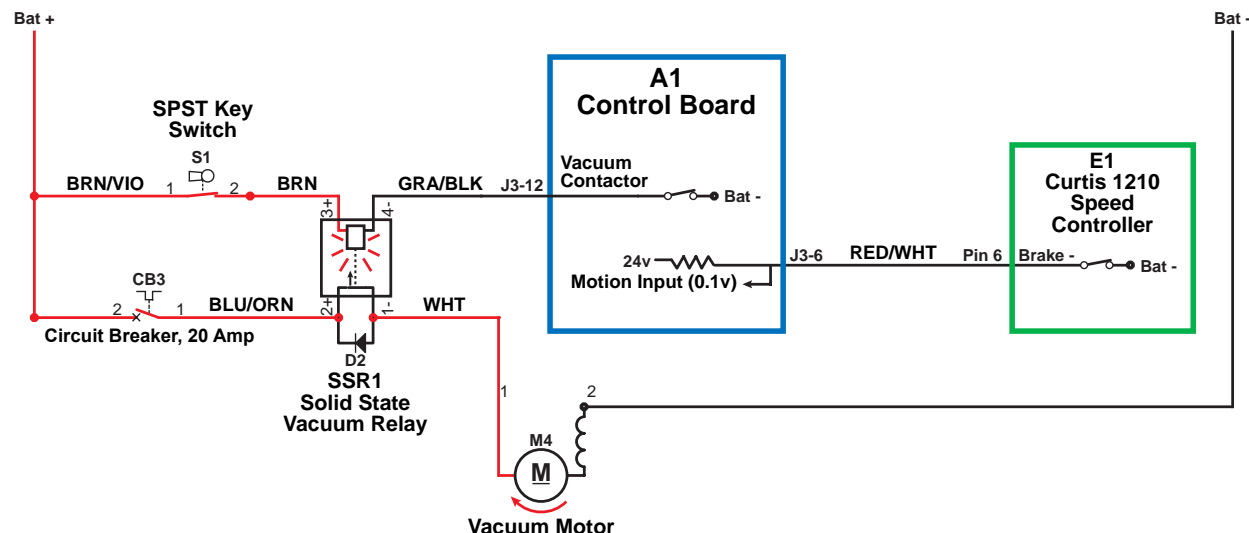 Bat +
Bat -
SPST Key
Switch
S1
BRN/VIO
1
2
BRN
3+
4-
GRA/BLK
J3-12
A1
Control Board
Vacuum
Contactor
Bat -
24v
Motion Input (0.1v)
J3-6
RED/WHT
Pin 6
E1
Curtis 1210
Speed
Controller
Brake -
Bat -
CB3
2
1
BLU/ORN
Circuit Breaker, 20 Amp
2+
1-
WHT
D2
SSR1
Solid State
Vacuum Relay
1
2
M4
M
Vacuum Motor